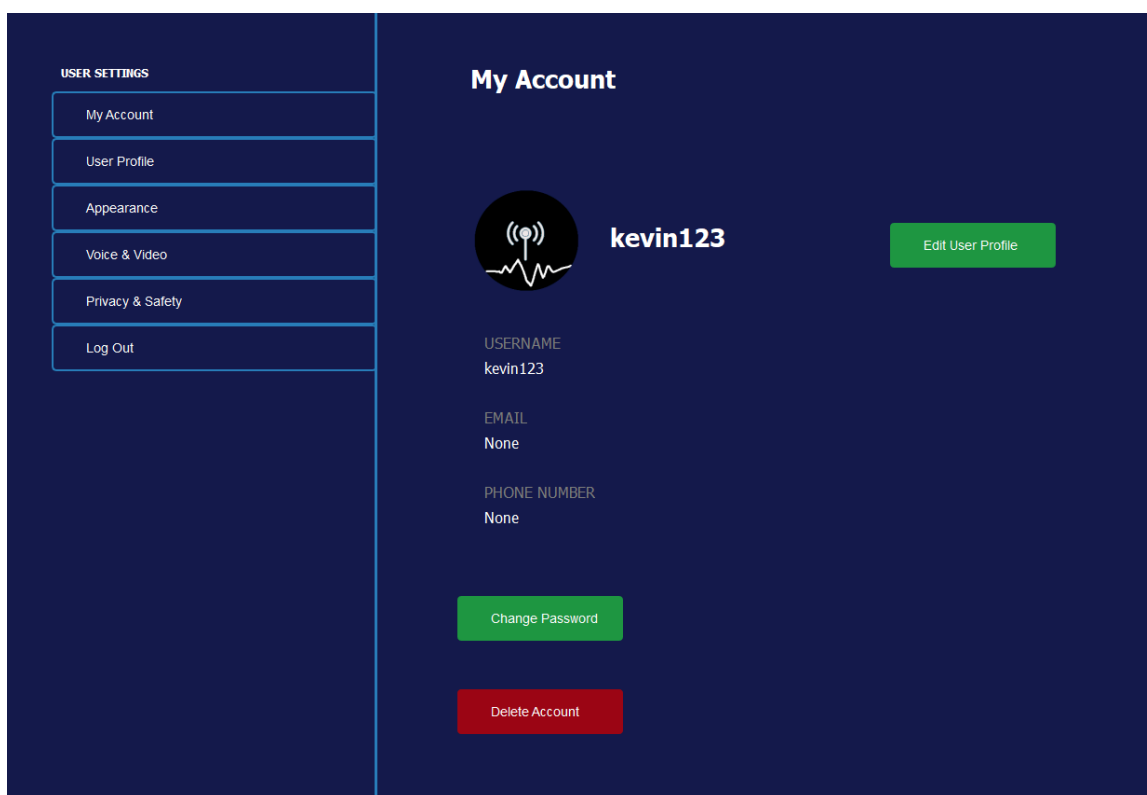 USER SETTINGS
My Account
User Profile
Appearance
Voice & Video
Privacy & Safety
Log Out
My Account
kevin123
Edit User Profile
USERNAME
kevin123
EMAIL
None
PHONE NUMBER
None
Change Password
Delete Account